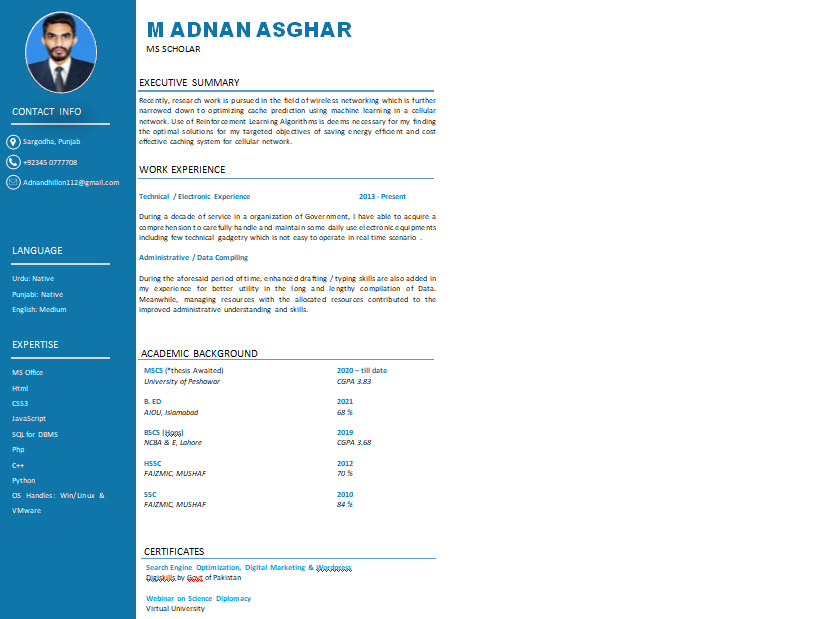 M ADNAN ASGHAR
MS SCHOLAR
CONTACT INFO
Sargodha, Punjab
+92345 0777708
Adnandhillon112@gmail.com
LANGUAGE
Urdu: Native
Punjabi: Native
English: Medium
EXPERTISE
MS Office
Html
CSS3
JavaScript
SQL for DBMS
Php
C++
Python
OS Handles: Win/Linux &
VMware
EXECUTIVE SUMMARY
Recently, research work is pursued in the field of wireless networking which is further
narrowed down to optimizing cache prediction using machine learning in a cellular
network. Use of Reinforcement Learning Algorithms is deems necessary for my finding
the optimal solutions for my targeted objectives of saving energy efficient and cost
effective caching system for cellular network.
WORK EXPERIENCE
Technical / Electronic Experience 2013 - Present
During a decade of service in a organization of Government, I have able to acquire a
comprehension to carefully handle and maintain some daily use electronic equipments
including few technical gadgetry which is not easy to operate in real time scenario .
Administrative / Data Compiling
During the aforesaid period of time, enhanced drafting / typing skills are also added in
my experience for better utility in the long and lengthy compilation of Data.
Meanwhile, managing resources with the allocated resources contributed to the
improved administrative understanding and skills.
ACADEMIC BACKGROUND
MSCS (*thesis Awaited) 2020 – till date
University of Peshawar CGPA 3.83
B. ED 2021
AIOU, Islamabad 68 %
BSCS (Hons) 2019
NCBA & E, Lahore CGPA 3.68
HSSC 2012
FAIZMIC, MUSHAF 70 %
SSC 2010
FAIZMIC, MUSHAF 84 %
CERTIFICATES
Search Engine Optimization, Digital Marketing & Wordpress
Digiskills by Govt of Pakistan
Webinar on Science Diplomacy
Virtual University